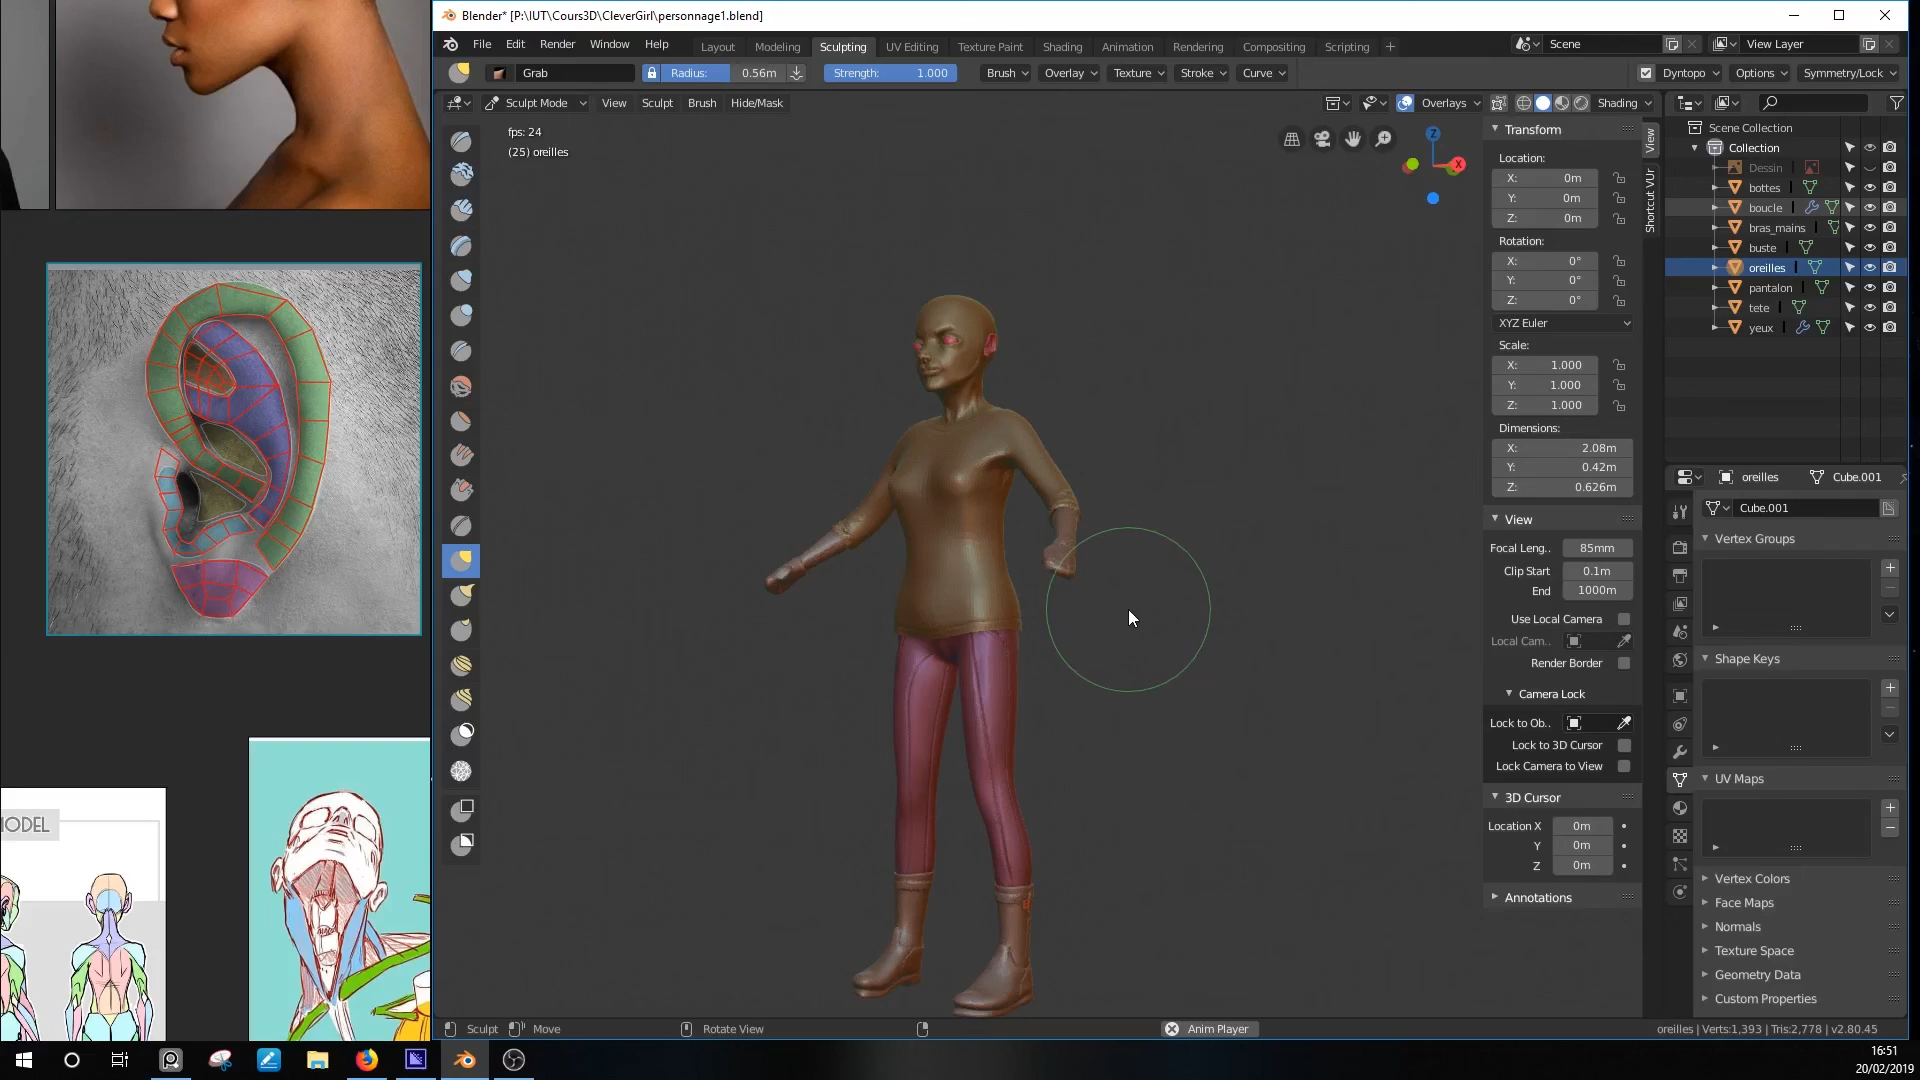 Blender* [P:\IUT\Cours3D\CleverGirl\personnage1.blend]
File Edit Render Window Help Layout Modeling Sculpting UV Editing Texture Paint Shading Animation Rendering Compositing Scripting + Scene View Layer
Grab Radius: 0.56m Strength: 1.000 Brush Overlay Texture Stroke Curve Dyntopo Options Symmetry/Lock
Sculpt Mode View Sculpt Brush Hide/Mask Overlays Shading
fps: 24
(25) oreilles
Z
X
Transform
Location:
X: 0m
Y: 0m
Z: 0m
Rotation:
X: 0°
Y: 0°
Z: 0°
XYZ Euler
Scale:
X: 1.000
Y: 1.000
Z: 1.000
Dimensions:
X: 2.08m
Y: 0.42m
Z: 0.626m
View
Focal Leng.. 85mm
Clip Start 0.1m
End 1000m
Use Local Camera
Local Cam..
Render Border
Camera Lock
Lock to Ob..
Lock to 3D Cursor
Lock Camera to View
3D Cursor
Location X 0m
Y 0m
Z 0m
Annotations
View
Shortcut VUr
Scene Collection
Collection
Dessin
bottes
boucle
bras_mains
buste
oreilles
pantalon
tete
yeux
oreilles Cube.001
Cube.001
Vertex Groups
Shape Keys
UV Maps
Vertex Colors
Face Maps
Normals
Texture Space
Geometry Data
Custom Properties
ODEL
Sculpt Move Rotate View Anim Player oreilles | Verts:1,393 | Tris:2,778 | v2.80.45
16:51
20/02/2019